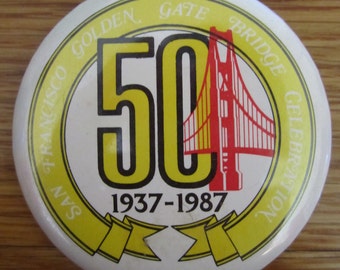 SAN FRANCISCO GOLDEN GATE BRIDGE CELEBRATION
50
1937-1987